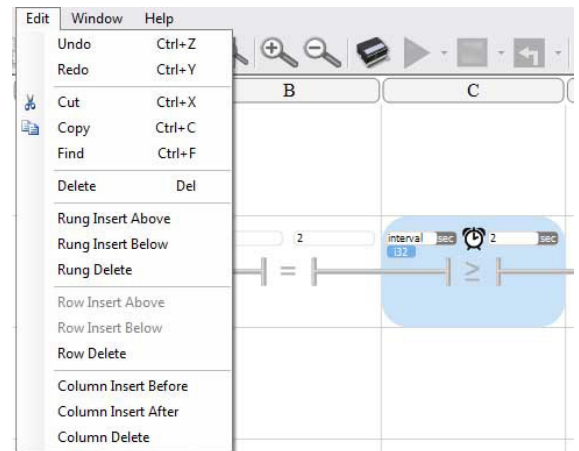 Edit Window Help
Undo Ctrl+Z
Redo Ctrl+Y
Cut Ctrl+X
Copy Ctrl+C
Find Ctrl+F
Delete Del
Rung Insert Above
Rung Insert Below
Rung Delete
Row Insert Above
Row Insert Below
Row Delete
Column Insert Before
Column Insert After
Column Delete
B C
2 interval sec 2 sec
i32
= ≥